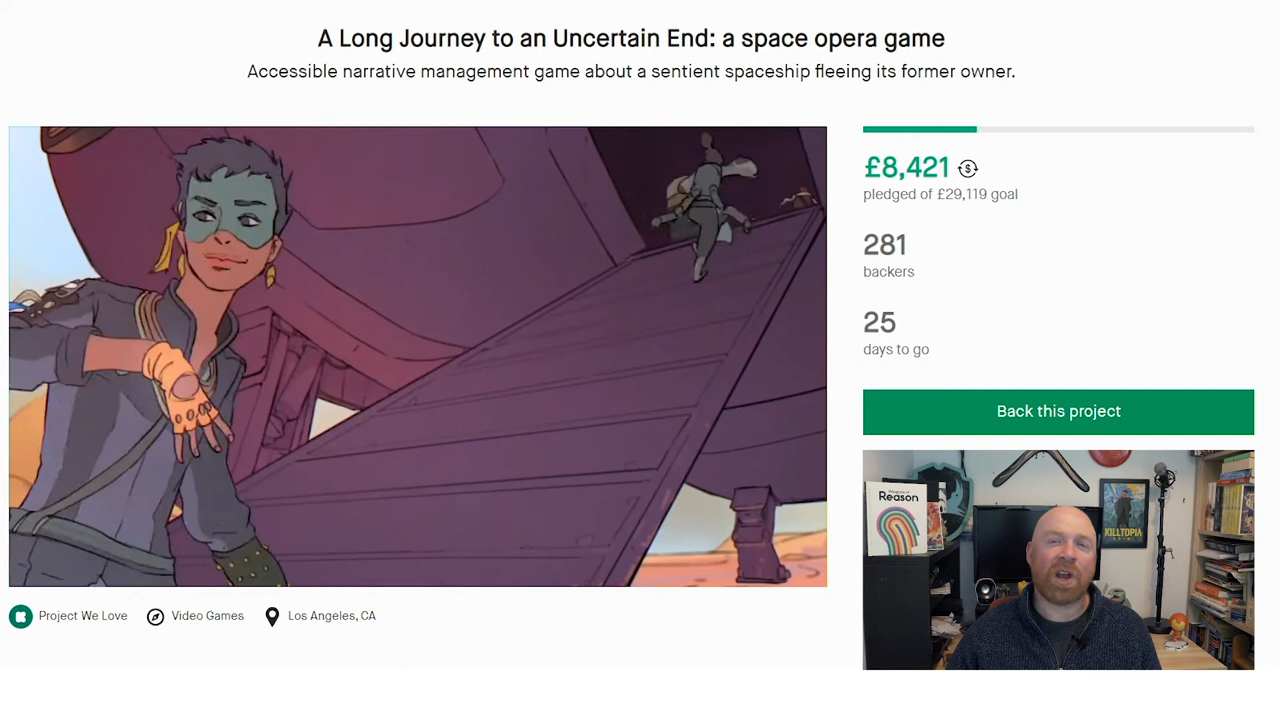 A Long Journey to an Uncertain End: a space opera game
Accessible narrative management game about a sentient spaceship fleeing its former owner.
£8,421
pledged of £29,119 goal
281
backers
25
days to go
Back this project
Reason
KILLTOPIA
Project We Love
Video Games
Los Angeles, CA